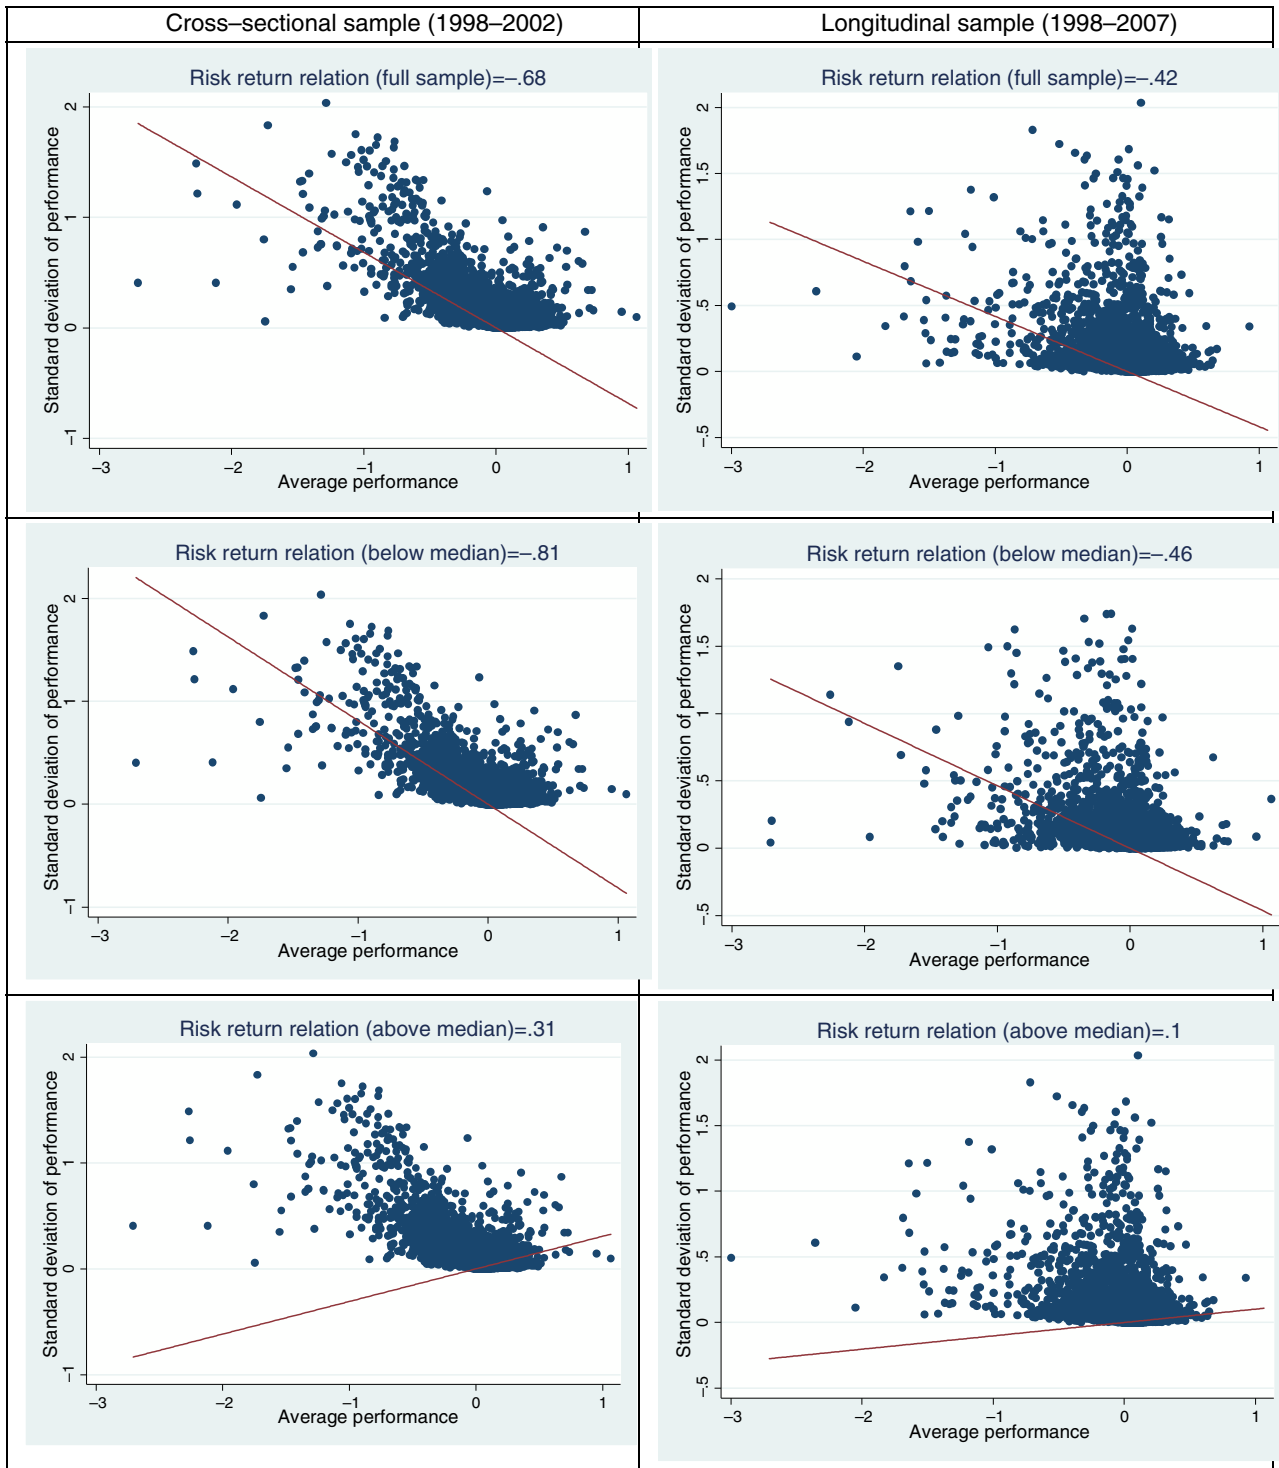 Cross–sectional sample (1998–2002)
Longitudinal sample (1998–2007)
Risk return relation (full sample)=–.68
Standard deviation of performance
2
1
0
–1
–3 –2 –1 0 1
Average performance
Risk return relation (full sample)=–.42
Standard deviation of performance
2
1.5
1
.5
0
–.5
–3 –2 –1 0 1
Average performance
Risk return relation (below median)=–.81
Standard deviation of performance
2
1
0
–1
–3 –2 –1 0 1
Average performance
Risk return relation (below median)=–.46
Standard deviation of performance
2
1.5
1
.5
0
–.5
–3 –2 –1 0 1
Average performance
Risk return relation (above median)=.31
Standard deviation of performance
2
1
0
–1
–3 –2 –1 0 1
Average performance
Risk return relation (above median)=.1
Standard deviation of performance
2
1.5
1
.5
0
–.5
–3 –2 –1 0 1
Average performance